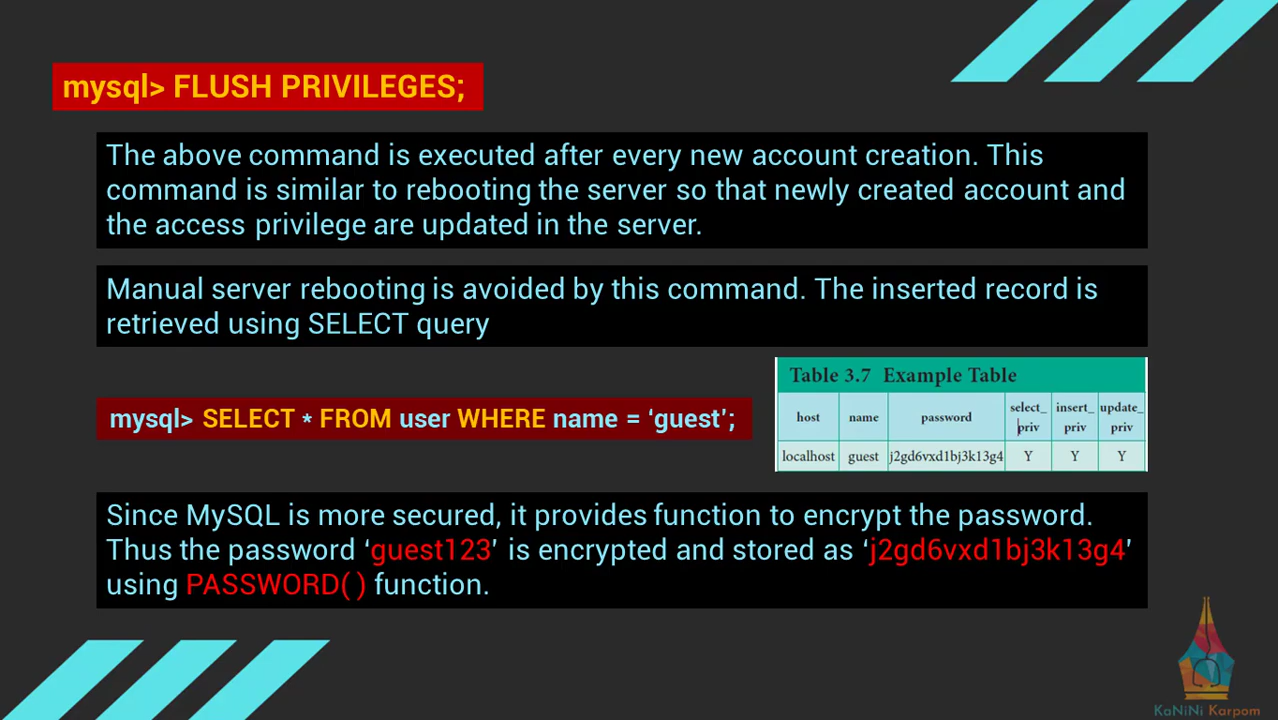 mysql> FLUSH PRIVILEGES;
The above command is executed after every new account creation. This
command is similar to rebooting the server so that newly created account and
the access privilege are updated in the server.
Manual server rebooting is avoided by this command. The inserted record is
retrieved using SELECT query
mysql> SELECT * FROM user WHERE name = ‘guest’;
Table 3.7 Example Table
host name password select_ priv insert_ priv update_ priv
localhost guest j2gd6vxd1bj3k13g4 Y Y Y
Since MySQL is more secured, it provides function to encrypt the password.
Thus the password ‘guest123’ is encrypted and stored as ‘j2gd6vxd1bj3k13g4’
using PASSWORD( ) function.
KaNiNi Karpom